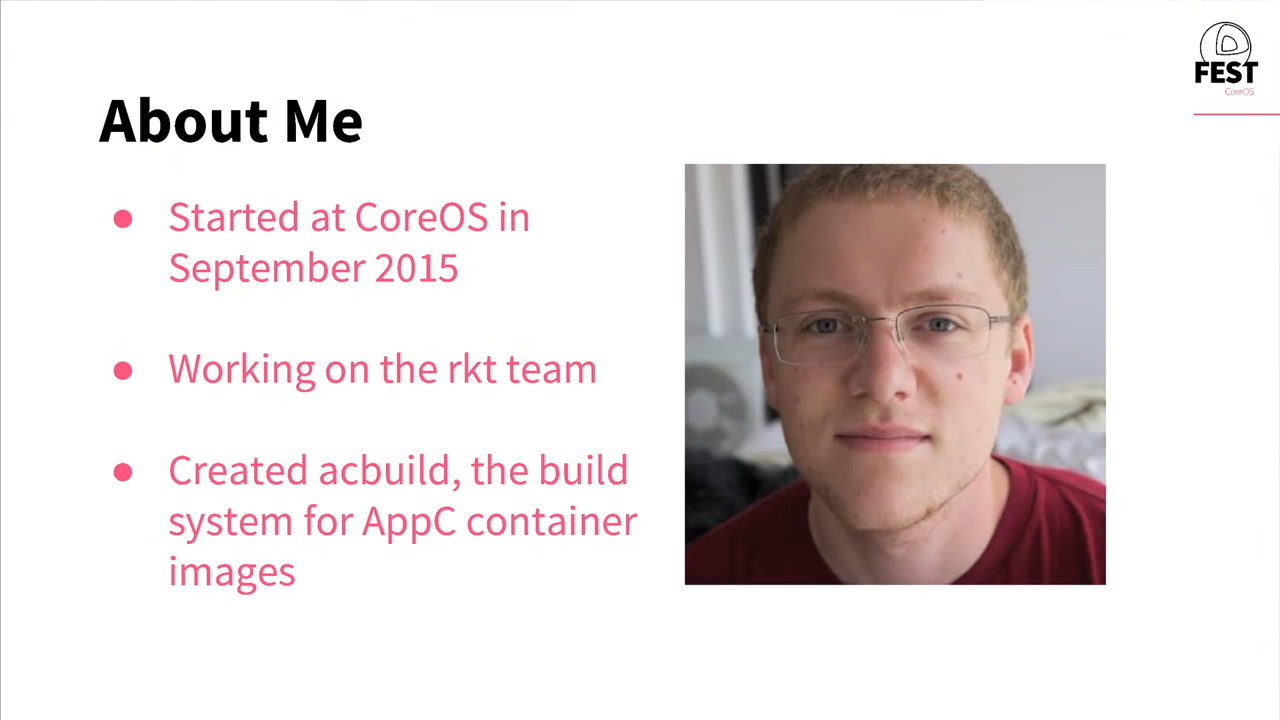 FEST
CoreOS
About Me
● Started at CoreOS in
September 2015
● Working on the rkt team
● Created acbuild, the build
system for AppC container
images